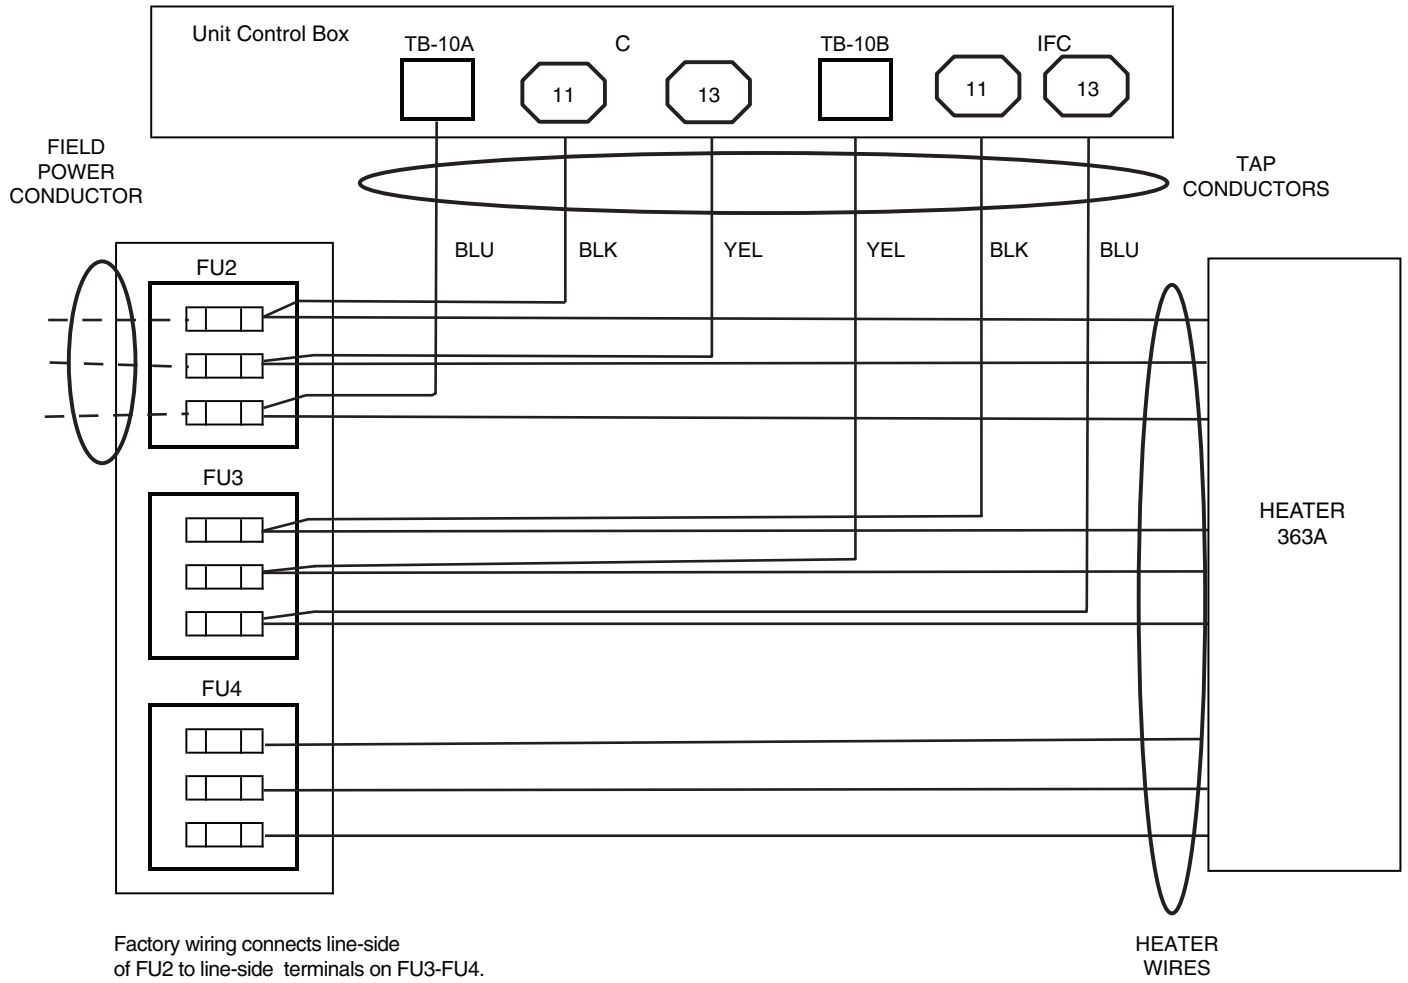 Unit Control Box
TB-10A
C
TB-10B
IFC
11
13
11
13
FIELD
POWER
CONDUCTOR
TAP
CONDUCTORS
BLU
BLK
YEL
YEL
BLK
BLU
FU2
FU3
HEATER
363A
FU4
Factory wiring connects line-side
of FU2 to line-side terminals on FU3-FU4.
HEATER
WIRES